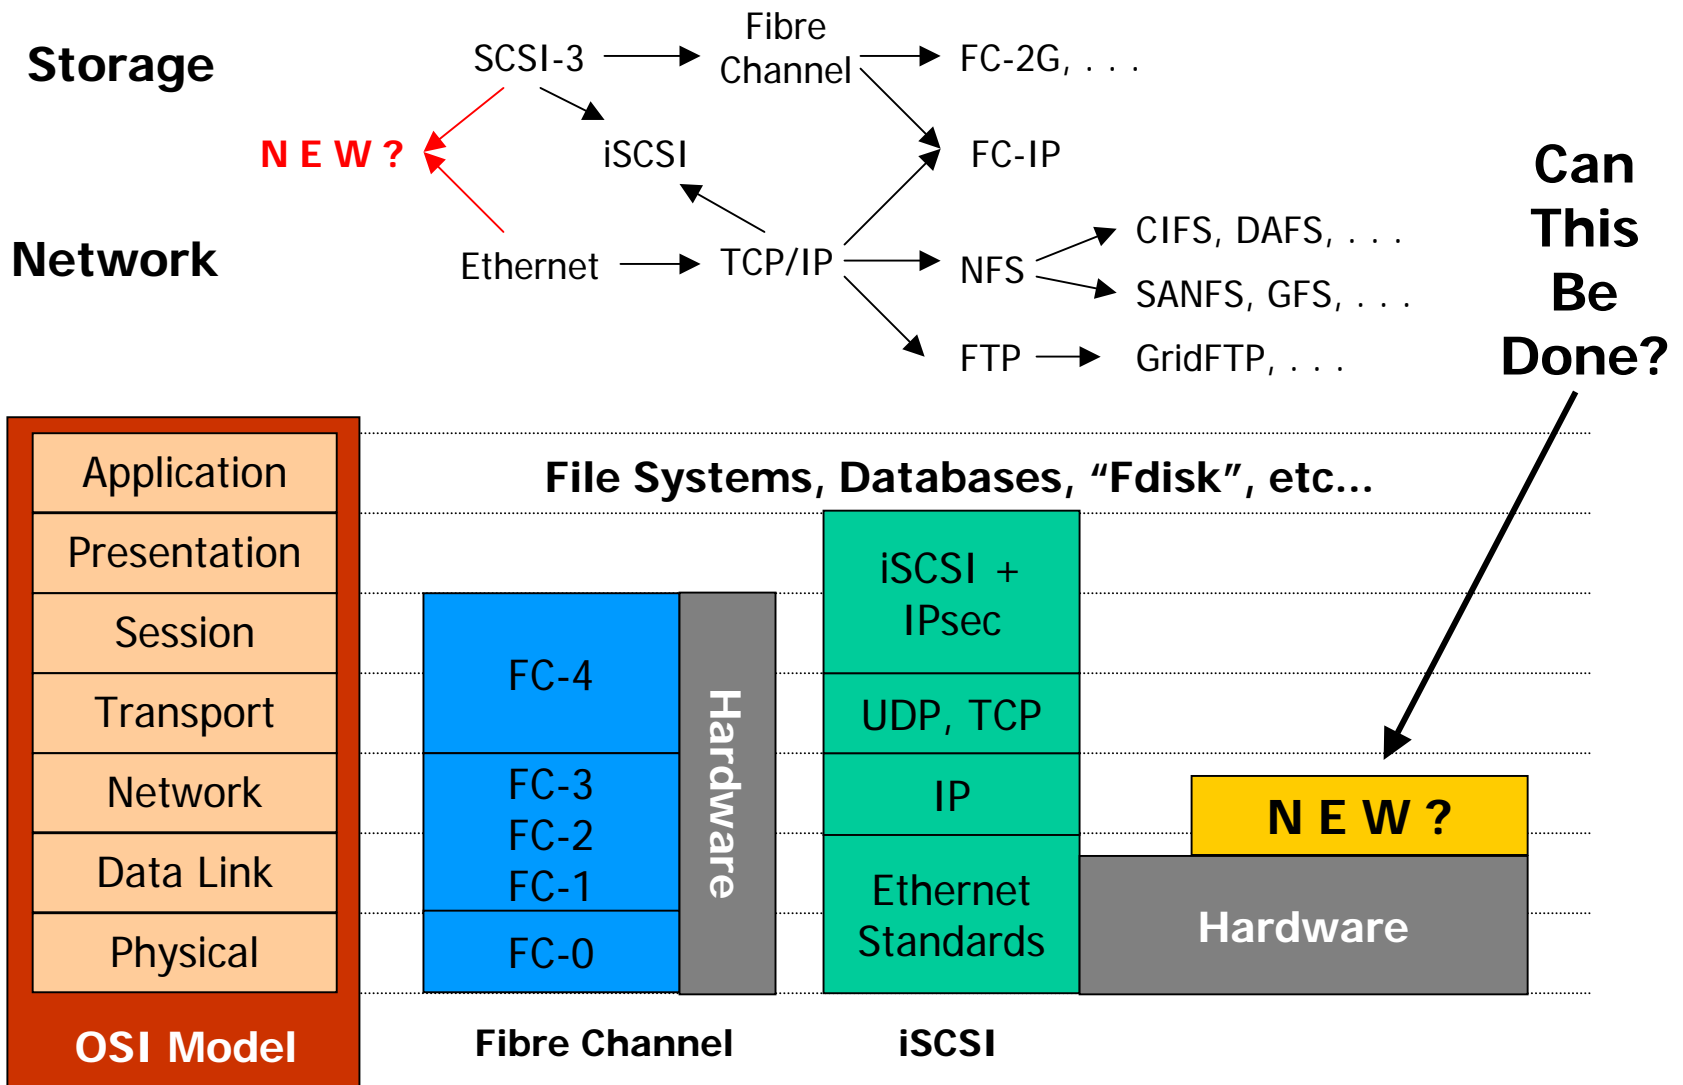 Storage
SCSI-3
Fibre
Channel
FC-2G, . . .
N E W ?
iSCSI
FC-IP
Network
Ethernet
TCP/IP
NFS
CIFS, DAFS, . . .
SANFS, GFS, . . .
FTP
GridFTP, . . .
Can
This
Be
Done?
Application
Presentation
Session
Transport
Network
Data Link
Physical
OSI Model
File Systems, Databases, “Fdisk”, etc...
FC-4
FC-3
FC-2
FC-1
FC-0
Hardware
Fibre Channel
iSCSI +
IPsec
UDP, TCP
IP
Ethernet
Standards
iSCSI
N E W ?
Hardware